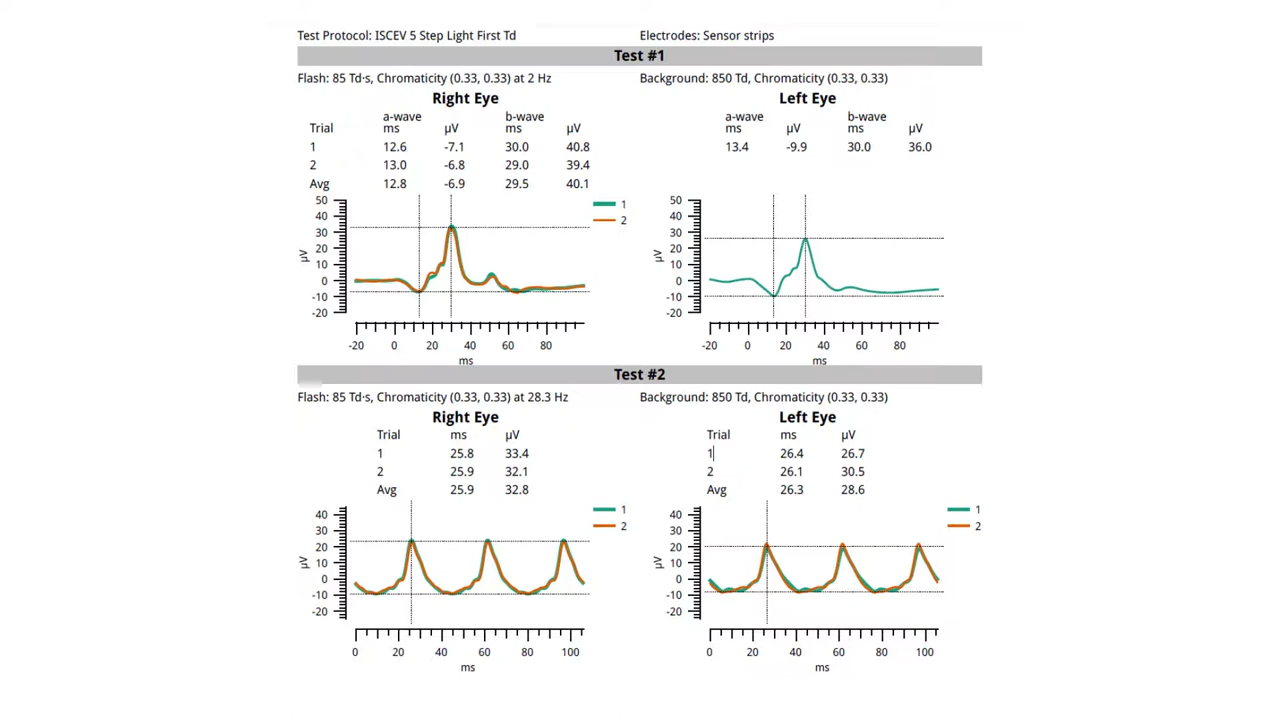 Test Protocol: ISCEV 5 Step Light First Td Electrodes: Sensor strips
Test #1
Flash: 85 Td·s, Chromaticity (0.33, 0.33) at 2 Hz Background: 850 Td, Chromaticity (0.33, 0.33)
Right Eye Left Eye
a-wave b-wave a-wave b-wave
Trial ms µV ms µV ms µV ms µV
1 12.6 -7.1 30.0 40.8 13.4 -9.9 30.0 36.0
2 13.0 -6.8 29.0 39.4
Avg 12.8 -6.9 29.5 40.1
50 1 50
40 2 40
30 30
20 20
µV 10 µV 10
0 0
-10 -10
-20 -20
-20 0 20 40 60 80 -20 0 20 40 60 80
ms ms
Test #2
Flash: 85 Td·s, Chromaticity (0.33, 0.33) at 28.3 Hz Background: 850 Td, Chromaticity (0.33, 0.33)
Right Eye Left Eye
Trial ms µV Trial ms µV
1 25.8 33.4 1 26.4 26.7
2 25.9 32.1 2 26.1 30.5
Avg 25.9 32.8 Avg 26.3 28.6
40 1 40 1
30 2 30 2
20 20
µV 10 µV 10
0 0
-10 -10
-20 -20
0 20 40 60 80 100 0 20 40 60 80 100
ms ms